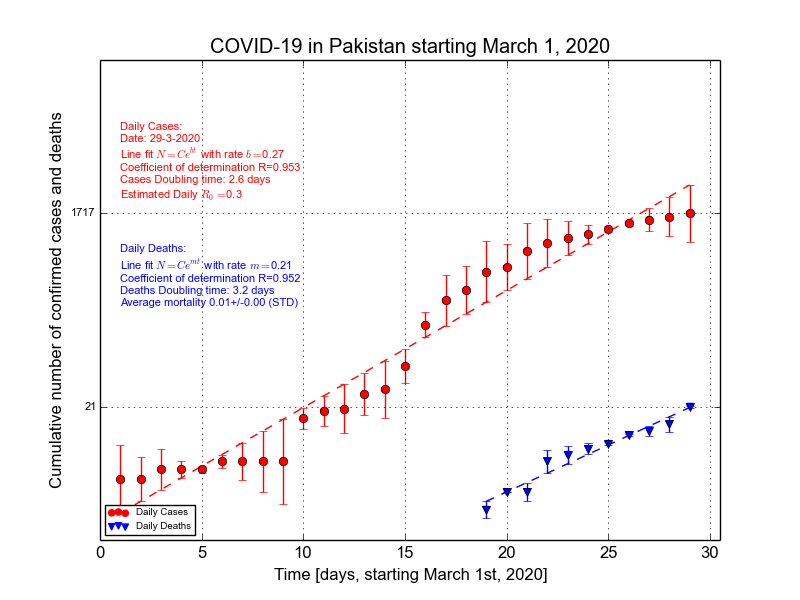 COVID-19 in Pakistan starting March 1, 2020
Cumulative number of confirmed cases and deaths
Daily Cases:
Date: 29-3-2020
Line fit N=Ce^{bt} with rate b=0.27
Coefficient of determination R=0.953
Cases Doubling time: 2.6 days
Estimated Daily R_0=0.3
1717
Daily Deaths:
Line fit N=Ce^{mt} with rate m=0.21
Coefficient of determination R=0.952
Deaths Doubling time: 3.2 days
Average mortality 0.01+/-0.00 (STD)
21
Daily Cases
Daily Deaths
0 5 10 15 20 25 30
Time [days, starting March 1st, 2020]